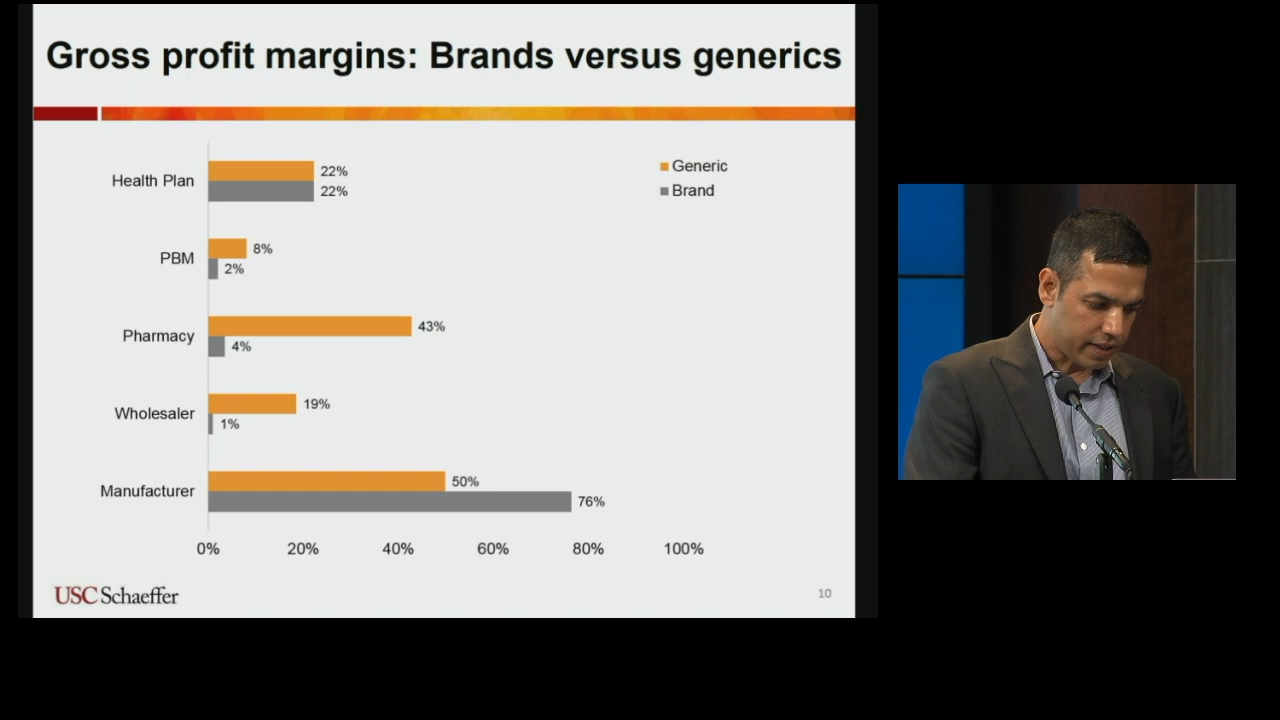 Gross profit margins: Brands versus generics
Generic
Brand
Health Plan
22%
22%
PBM
8%
2%
Pharmacy
43%
4%
Wholesaler
19%
1%
Manufacturer
50%
76%
0% 20% 40% 60% 80% 100%
USC Schaeffer
10